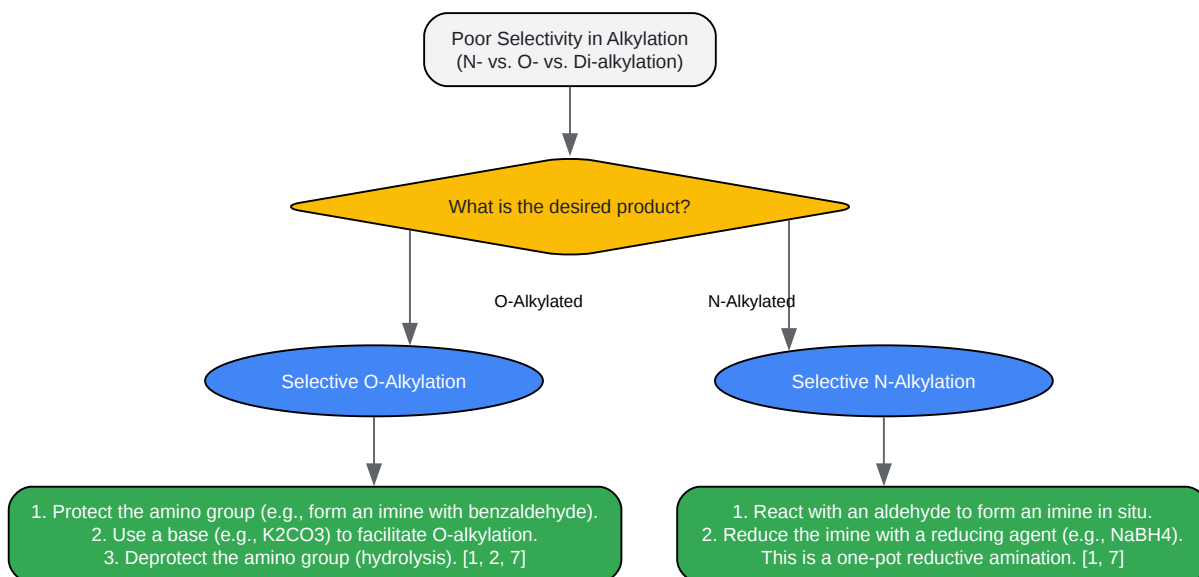 Poor Selectivity in Alkylation
(N- vs. O- vs. Di-alkylation)
What is the desired product?
O-Alkylated
N-Alkylated
Selective O-Alkylation
Selective N-Alkylation
1. Protect the amino group (e.g., form an imine with benzaldehyde).
2. Use a base (e.g., K2CO3) to facilitate O-alkylation.
3. Deprotect the amino group (hydrolysis). [1, 2, 7]
1. React with an aldehyde to form an imine in situ.
2. Reduce the imine with a reducing agent (e.g., NaBH4).
This is a one-pot reductive amination. [1, 7]